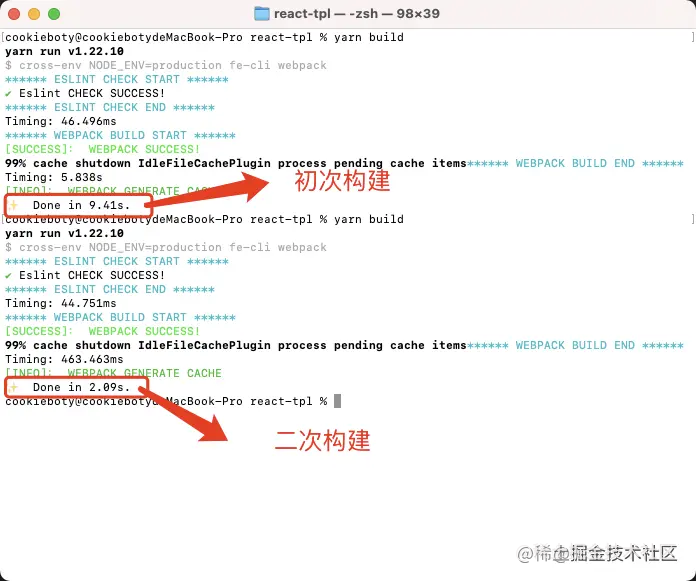 react-tpl — -zsh — 98×39
[cookieboty@cookiebotydeMacBook-Pro react-tpl % yarn build ]
yarn run v1.22.10
$ cross-env NODE_ENV=production fe-cli webpack
****** ESLINT CHECK START ******
✔ Eslint CHECK SUCCESS!
****** ESLINT CHECK END ******
Timing: 46.496ms
****** WEBPACK BUILD START ******
[SUCCESS]: WEBPACK SUCCESS!
99% cache shutdown IdleFileCachePlugin process pending cache items****** WEBPACK BUILD END ******
Timing: 5.838s
[INFO]: WEBPACK GENERATE CACHE
初次构建
✨ Done in 9.41s.
[cookieboty@cookiebotydeMacBook-Pro react-tpl % yarn build ]
yarn run v1.22.10
$ cross-env NODE_ENV=production fe-cli webpack
****** ESLINT CHECK START ******
✔ Eslint CHECK SUCCESS!
****** ESLINT CHECK END ******
Timing: 44.751ms
****** WEBPACK BUILD START ******
[SUCCESS]: WEBPACK SUCCESS!
99% cache shutdown IdleFileCachePlugin process pending cache items****** WEBPACK BUILD END ******
Timing: 463.463ms
[INFO]: WEBPACK GENERATE CACHE
✨ Done in 2.09s.
cookieboty@cookiebotydeMacBook-Pro react-tpl %
二次构建
@稀土掘金技术社区